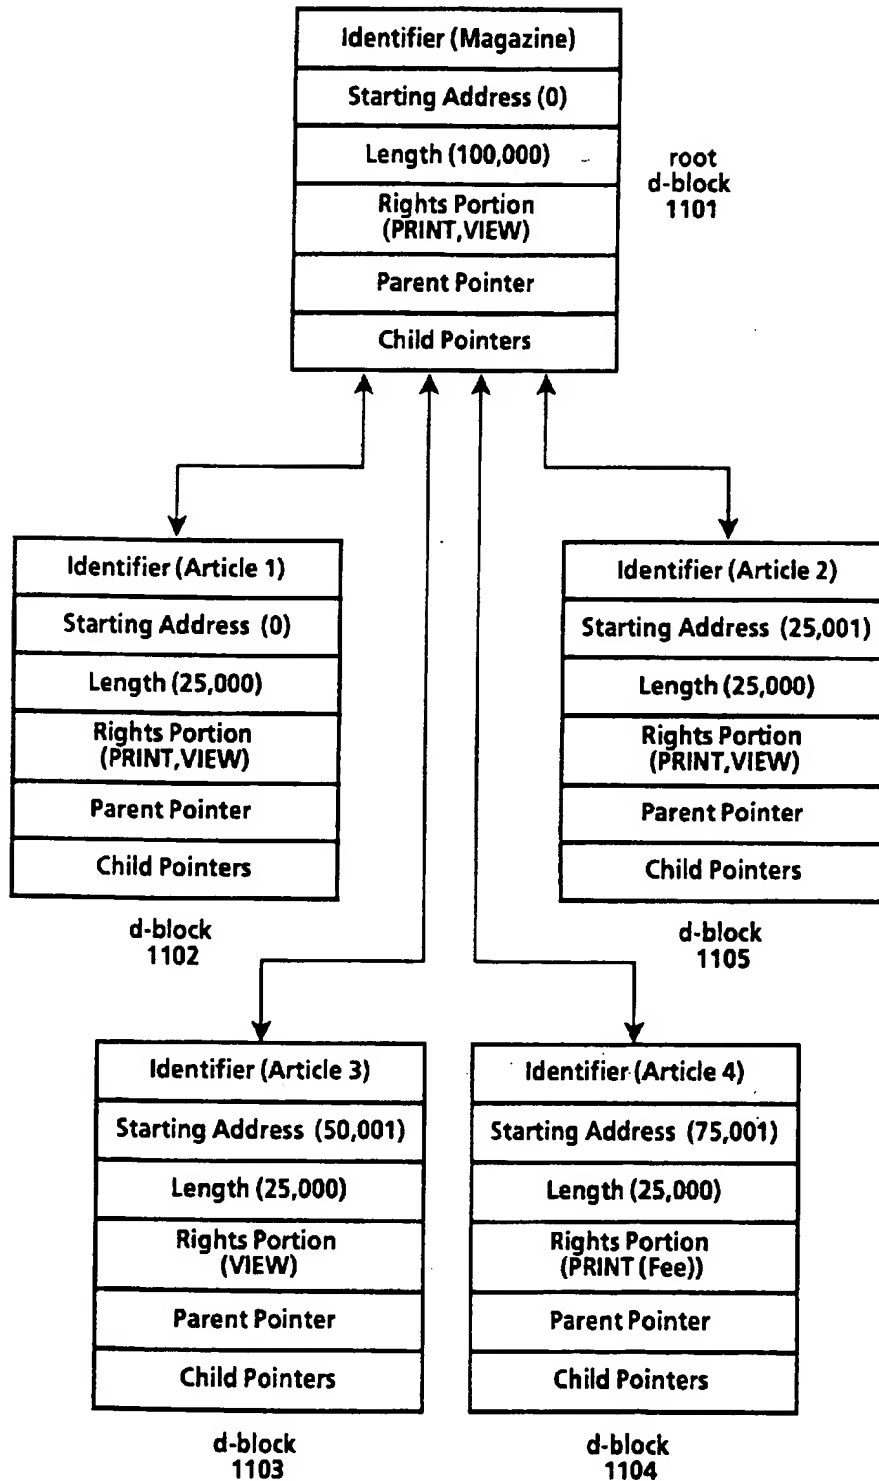 Identifier (Magazine)
Starting Address (0)
Length (100,000)
Rights Portion
(PRINT,VIEW)
Parent Pointer
Child Pointers
root
d-block
1101
Identifier (Article 1)
Starting Address (0)
Length (25,000)
Rights Portion
(PRINT,VIEW)
Parent Pointer
Child Pointers
d-block
1102
Identifier (Article 2)
Starting Address (25,001)
Length (25,000)
Rights Portion
(PRINT,VIEW)
Parent Pointer
Child Pointers
d-block
1105
Identifier (Article 3)
Starting Address (50,001)
Length (25,000)
Rights Portion
(VIEW)
Parent Pointer
Child Pointers
d-block
1103
Identifier (Article 4)
Starting Address (75,001)
Length (25,000)
Rights Portion
(PRINT (Fee))
Parent Pointer
Child Pointers
d-block
1104